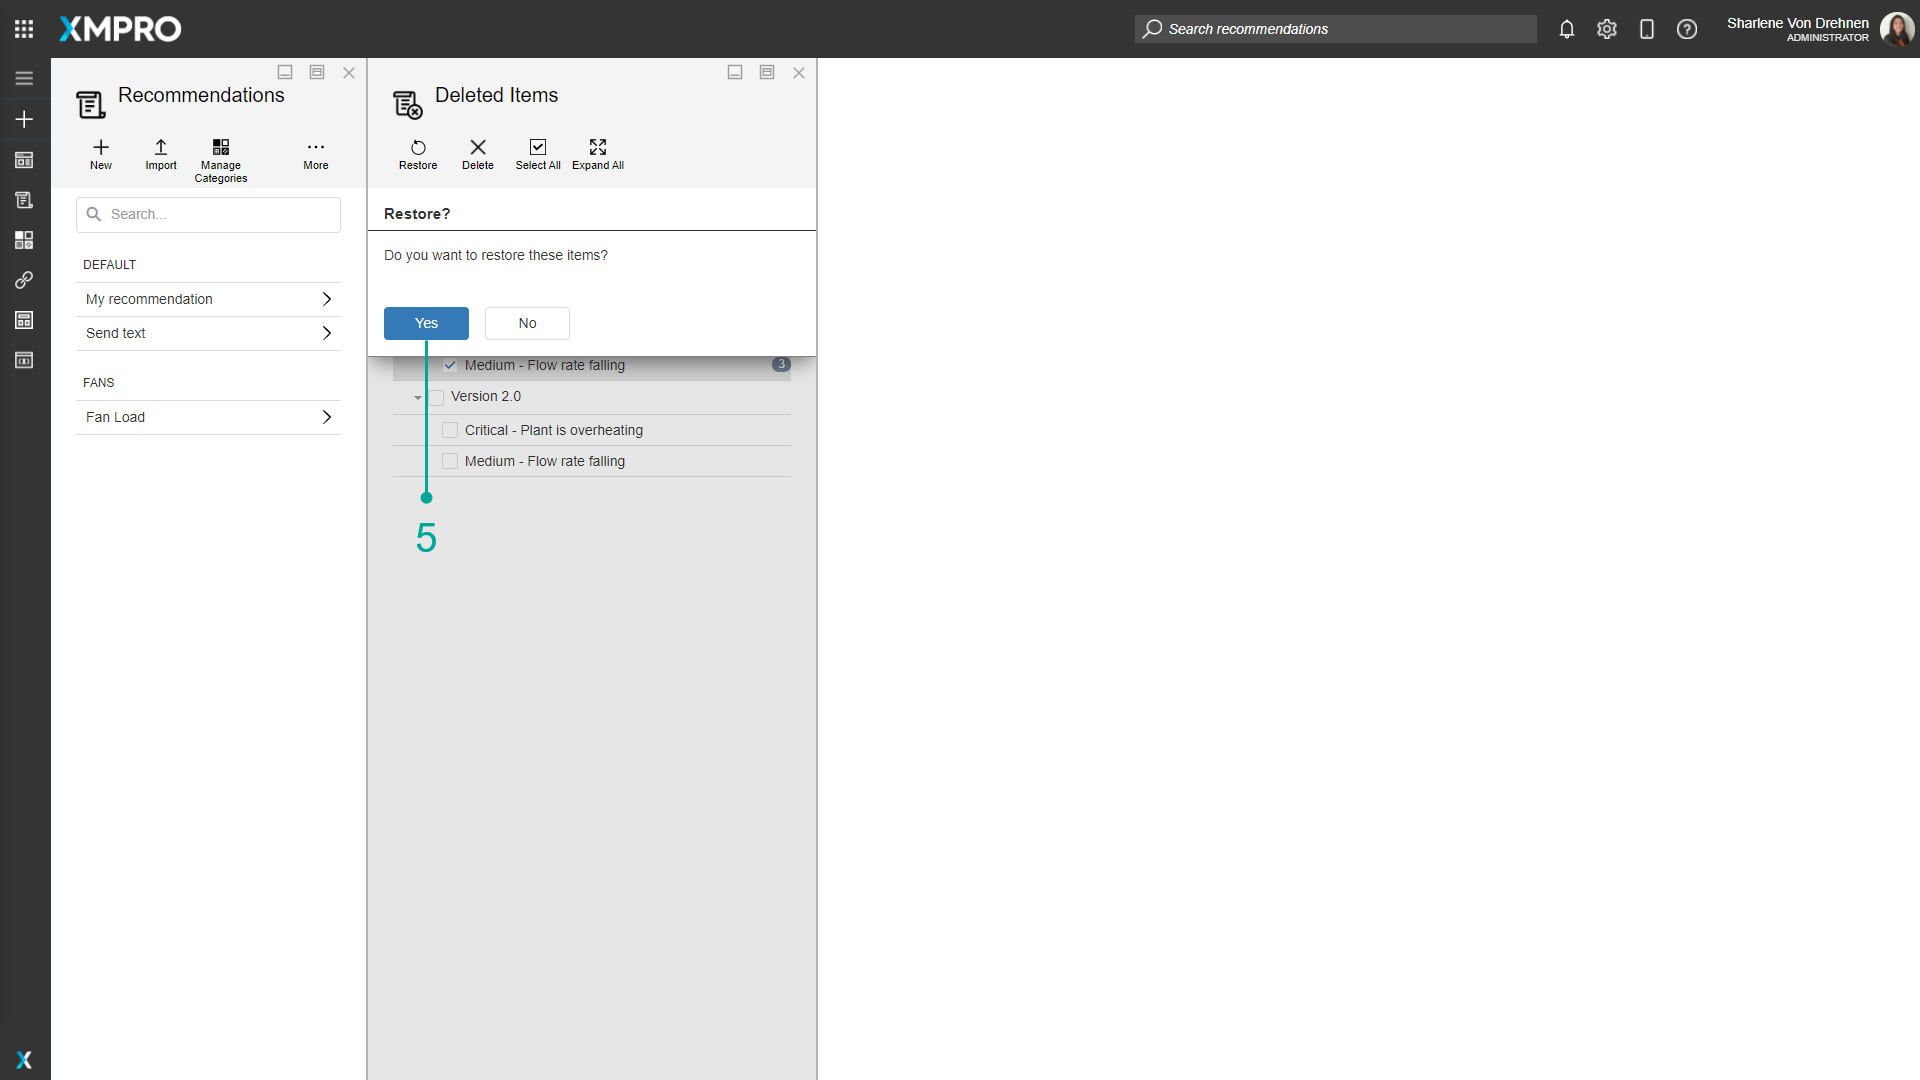 XMPRO
Search recommendations
Sharlene Von Drehnen
ADMINISTRATOR
Recommendations
New
Import
Manage
Categories
More
Search...
DEFAULT
My recommendation
Send text
FANS
Fan Load
Deleted Items
Restore
Delete
Select All
Expand All
Restore?
Do you want to restore these items?
Yes
No
Medium - Flow rate falling
3
Version 2.0
Critical - Plant is overheating
Medium - Flow rate falling
5